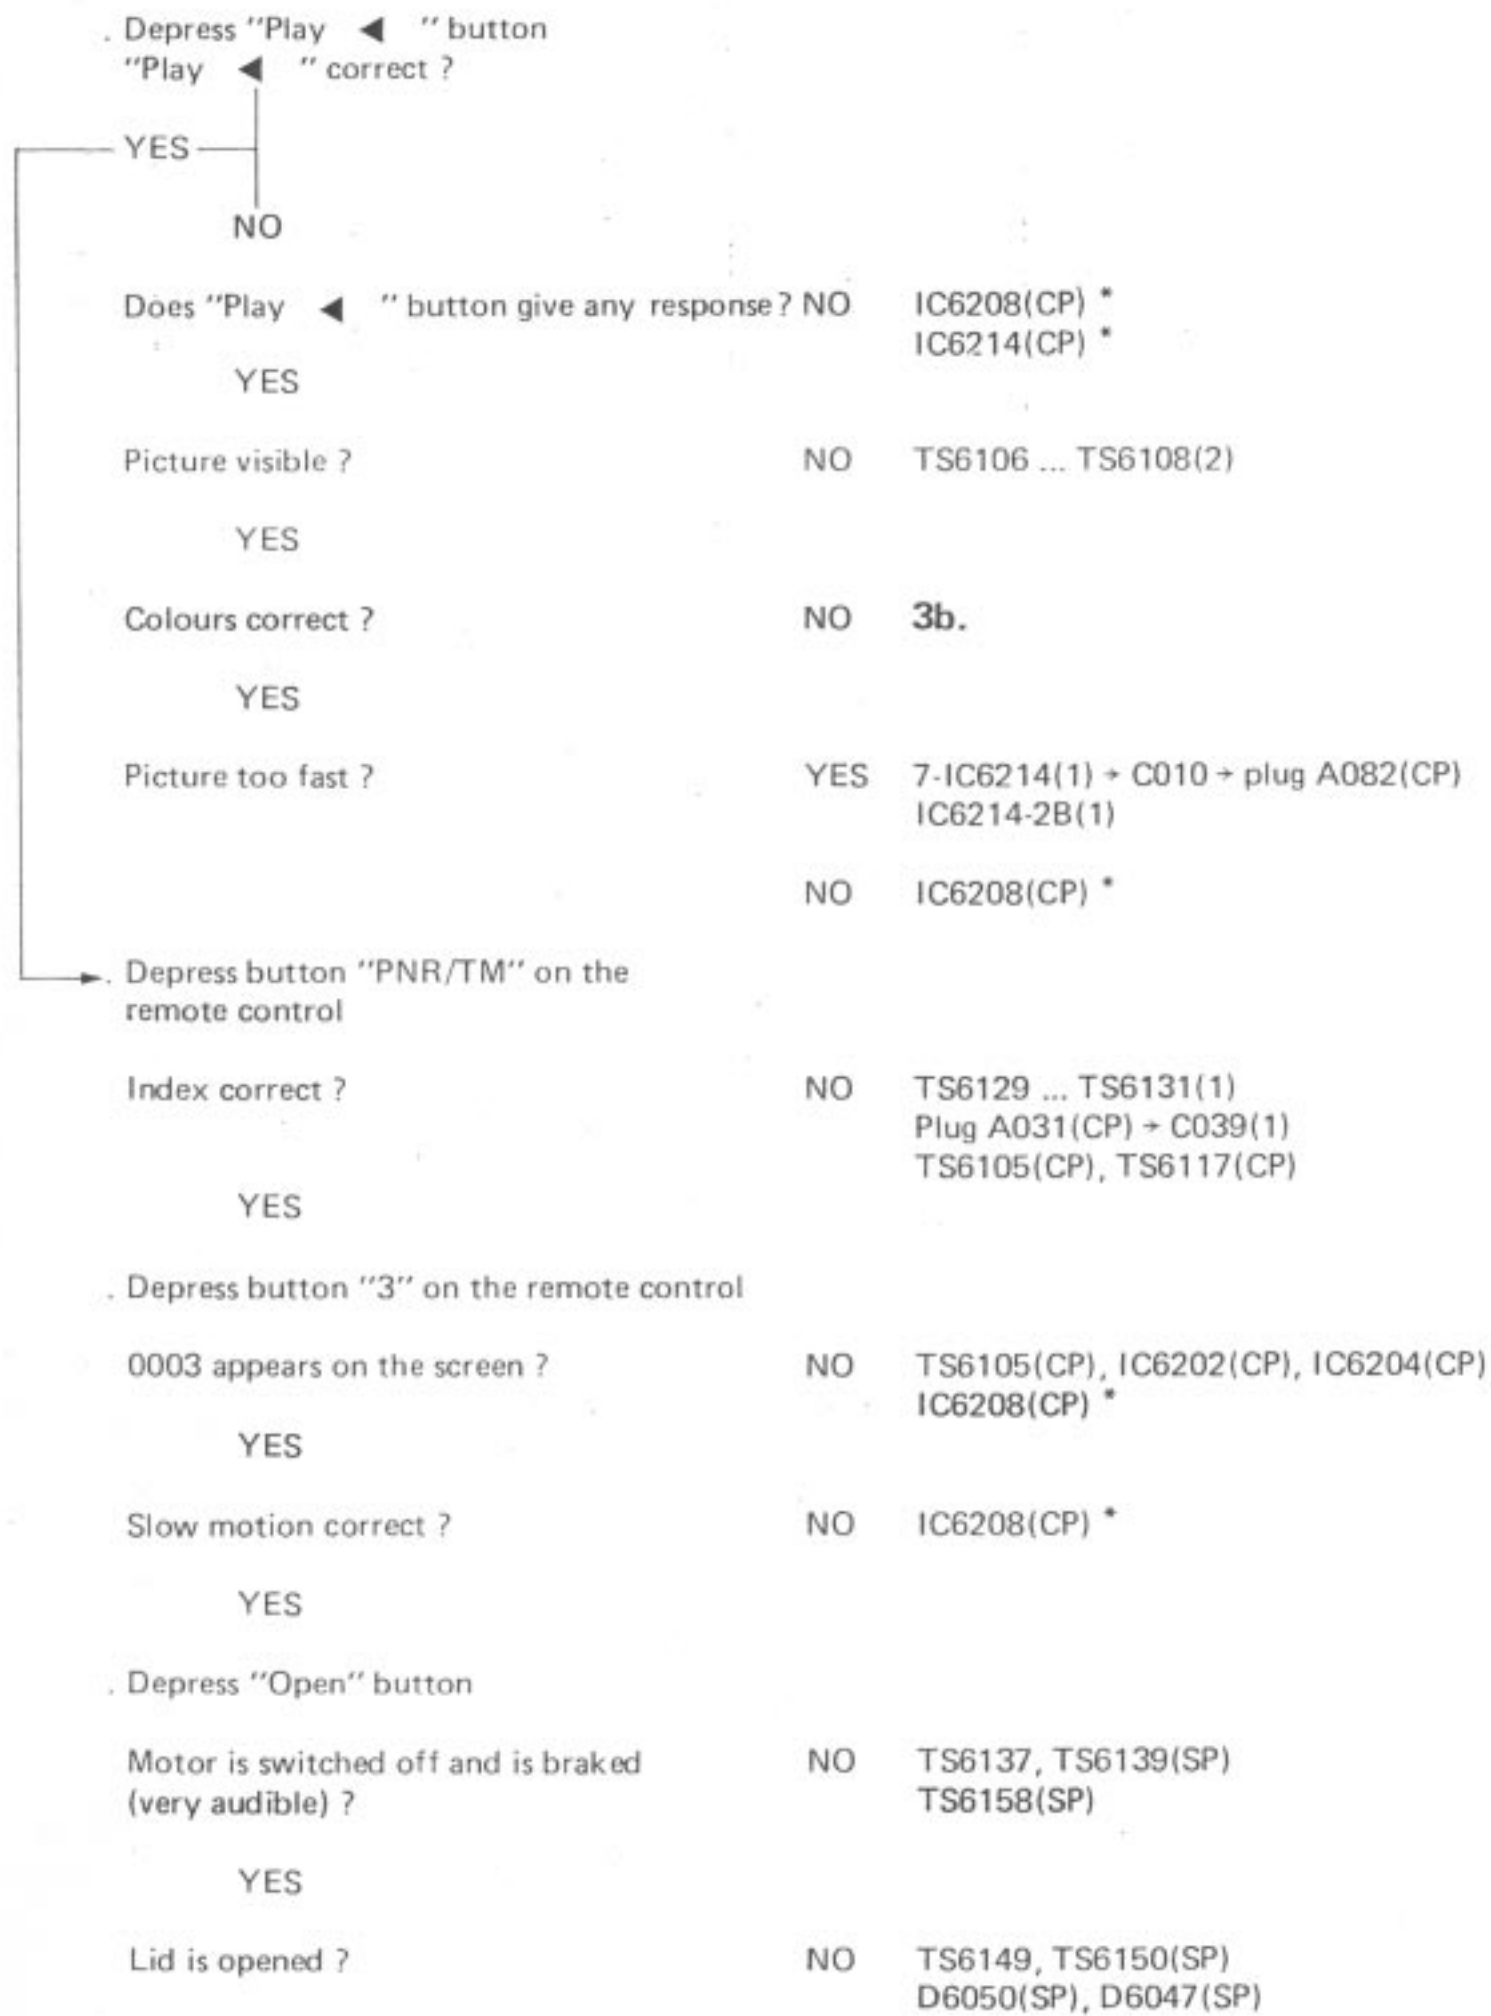 . Depress "Play ◄ " button
"Play ◄ " correct ?
YES
NO
Does "Play ◄ " button give any response? NO IC6208(CP) *
IC6214(CP) *
YES
Picture visible ? NO TS6106 ... TS6108(2)
YES
Colours correct ? NO 3b.
YES
Picture too fast ? YES 7-IC6214(1) → C010 → plug A082(CP)
IC6214-2B(1)
NO IC6208(CP) *
. Depress button "PNR/TM" on the
remote control
Index correct ? NO TS6129 ... TS6131(1)
Plug A031(CP) → C039(1)
TS6105(CP), TS6117(CP)
YES
. Depress button "3" on the remote control
0003 appears on the screen ? NO TS6105(CP), IC6202(CP), IC6204(CP)
IC6208(CP) *
YES
Slow motion correct ? NO IC6208(CP) *
YES
. Depress "Open" button
Motor is switched off and is braked NO TS6137, TS6139(SP)
(very audible) ? TS6158(SP)
YES
Lid is opened ? NO TS6149, TS6150(SP)
D6050(SP), D6047(SP)